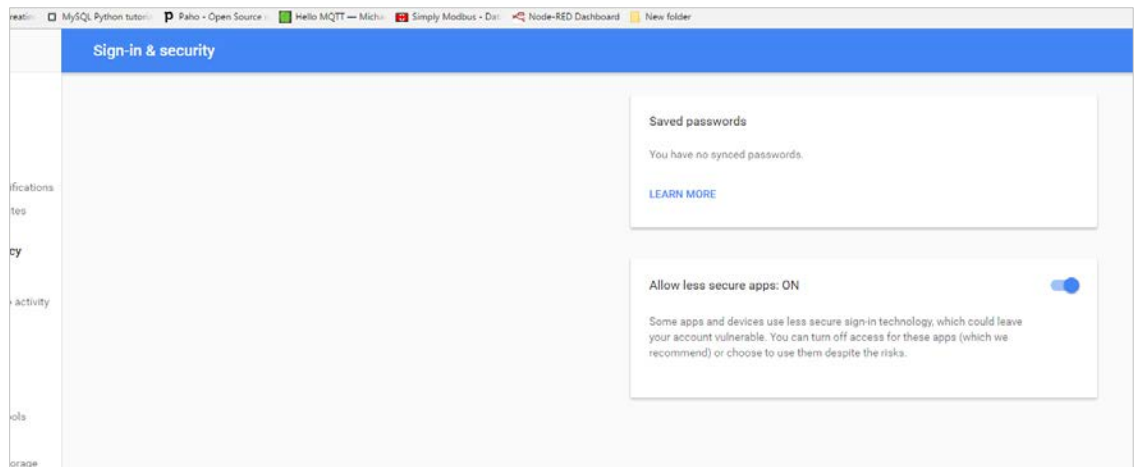 MySQL Python tutori
Paho - Open Source
Hello MQTT — Micha
Simply Modbus - Dat
Node-RED Dashboard
New folder
Sign-in & security
ifications
tes
cy
activity
ols
orage
Saved passwords
You have no synced passwords.
LEARN MORE
Allow less secure apps: ON
Some apps and devices use less secure sign-in technology, which could leave
your account vulnerable. You can turn off access for these apps (which we
recommend) or choose to use them despite the risks.